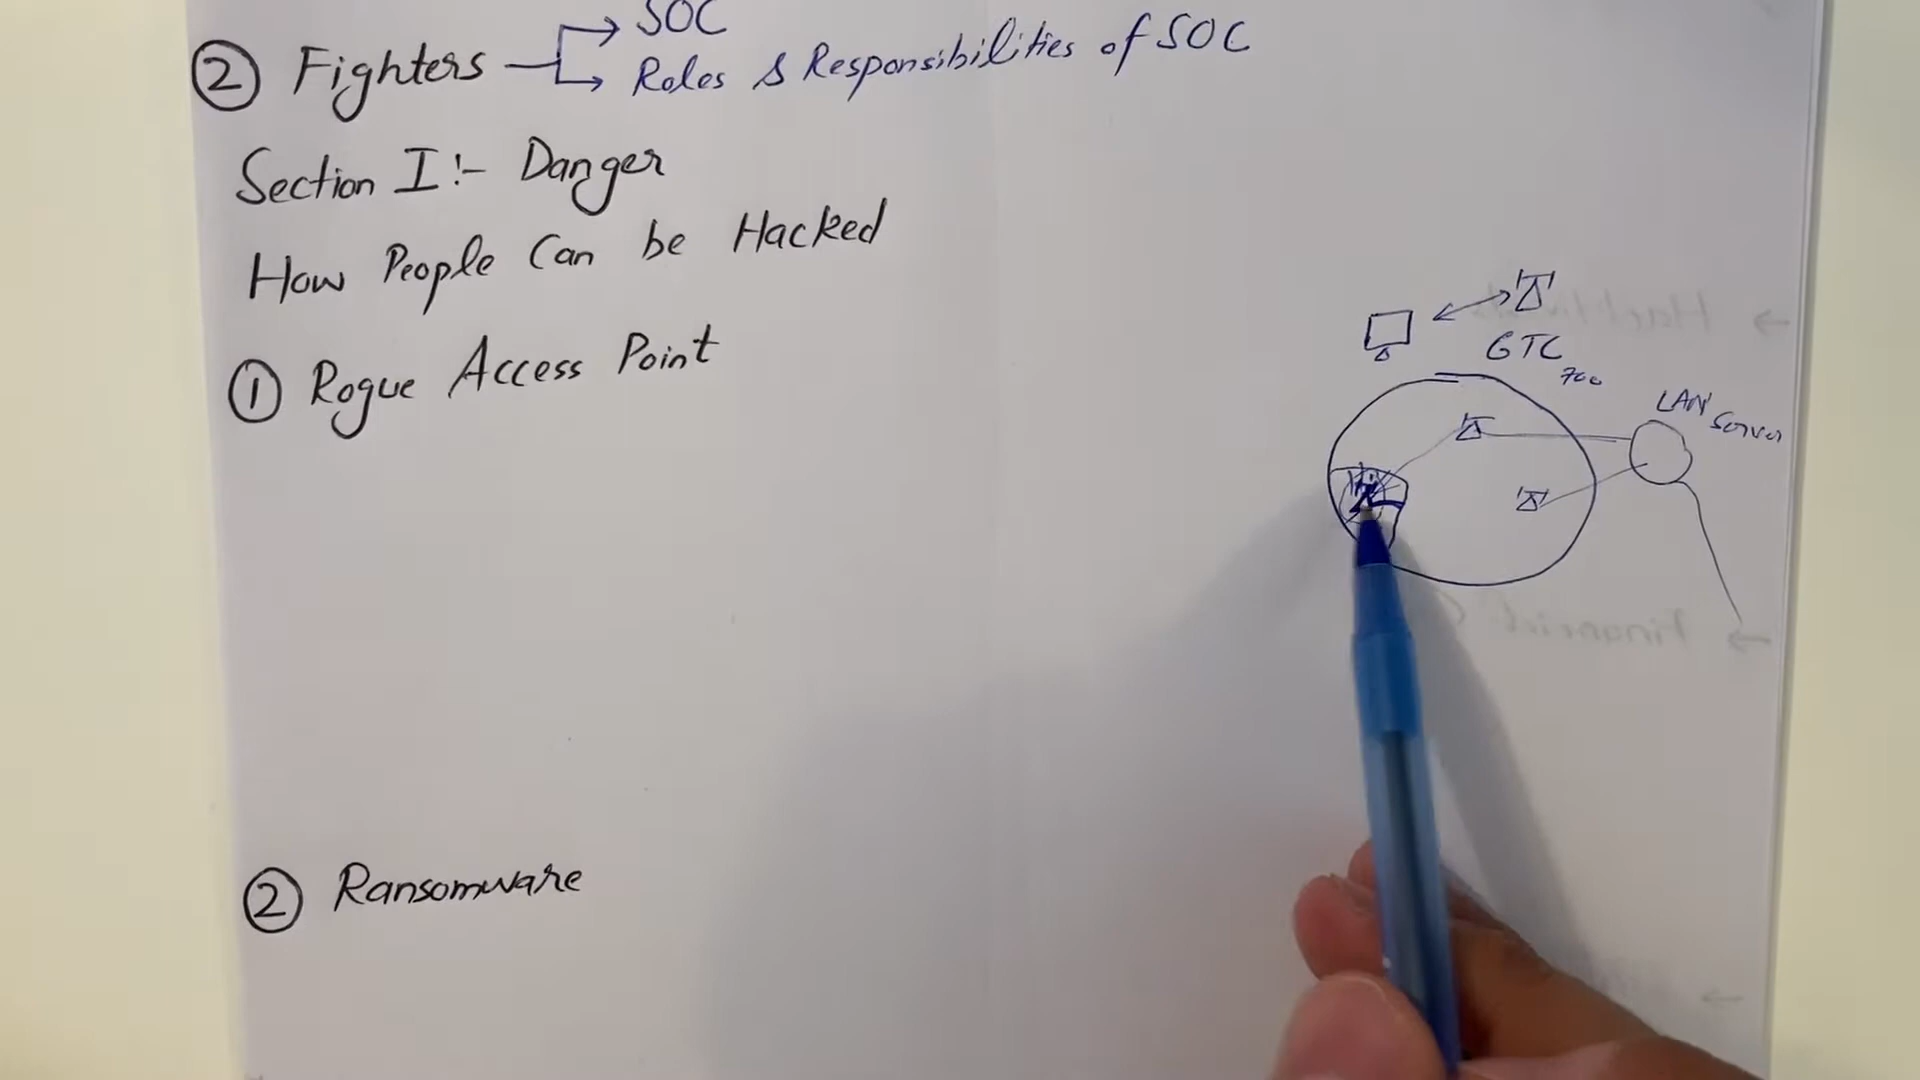 SOC
② Fighters
Roles & Responsibilities of SOC
Section I :- Danger
How People Can be Hacked
① Rogue Access Point
GTC
700
LAN
Server
② Ransomware